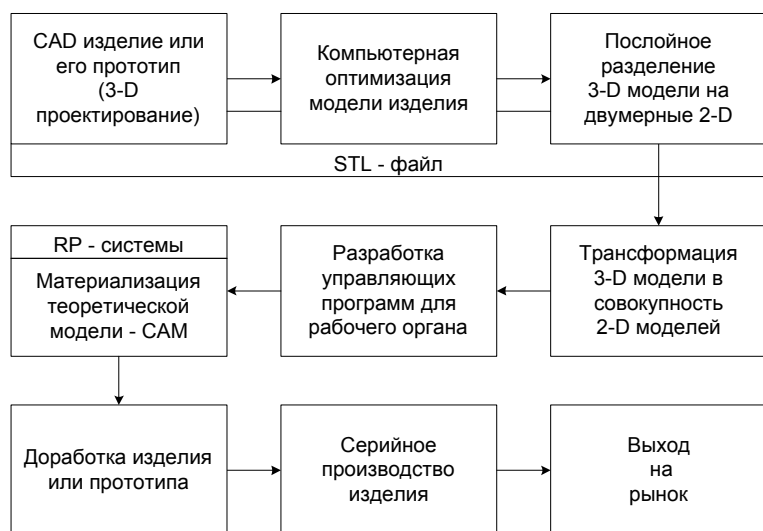 CAD изделие или
его прототип
(3-D
проектирование)
Компьютерная
оптимизация
модели изделия
Послойное
разделение
3-D модели на
двумерные 2-D
STL - файл
RP - системы
Материализация
теоретической
модели - CAM
Разработка
управляющих
программ для
рабочего органа
Трансформация
3-D модели в
совокупность
2-D моделей
Доработка изделия
или прототипа
Серийное
производство
изделия
Выход
на
рынок